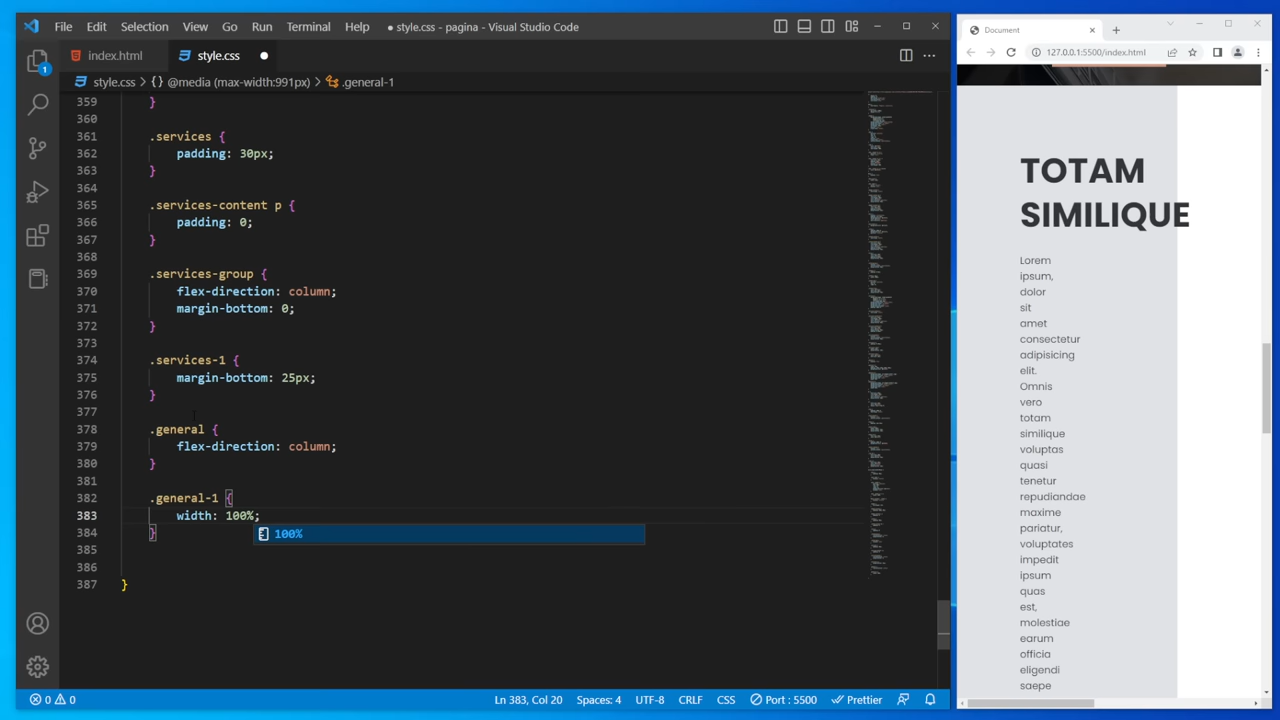 File Edit Selection View Go Run Terminal Help ● style.css - pagina - Visual Studio Code
index.html style.css ●
style.css > {} @media (max-width:991px) > .general-1
359 }
360
361 .services {
362 padding: 30px;
363 }
364
365 .services-content p {
366 padding: 0;
367 }
368
369 .services-group {
370 flex-direction: column;
371 margin-bottom: 0;
372 }
373
374 .services-1 {
375 margin-bottom: 25px;
376 }
377
378 .general {
379 flex-direction: column;
380 }
381
382 .general-1 {
383 width: 100%;
384 }
100%
385
386
387 }
1
0 0 Ln 383, Col 20 Spaces: 4 UTF-8 CRLF CSS Port : 5500 Prettier
Document
127.0.0.1:5500/index.html
TOTAM
SIMILIQUE
Lorem
ipsum,
dolor
sit
amet
consectetur
adipisicing
elit.
Omnis
vero
totam
similique
voluptas
quasi
tenetur
repudiandae
maxime
pariatur,
voluptates
impedit
ipsum
quas
est,
molestiae
earum
officia
eligendi
saepe